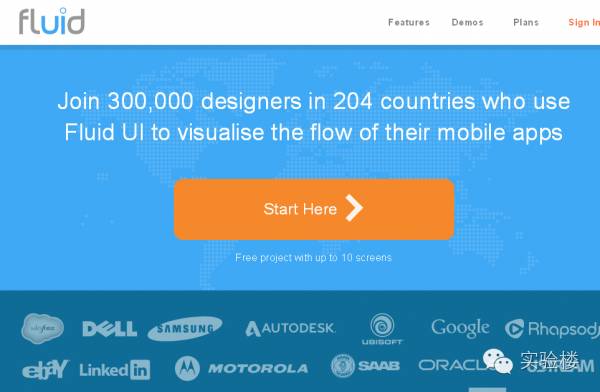 fluid
Features Demos Plans Sign In
Join 300,000 designers in 204 countries who use
Fluid UI to visualise the flow of their mobile apps
Start Here
Free project with up to 10 screens
salesforce DELL SAMSUNG AUTODESK UBISOFT Google Rhapsody
ebay LinkedIn MOTOROLA SAAB ORACLE
实验楼